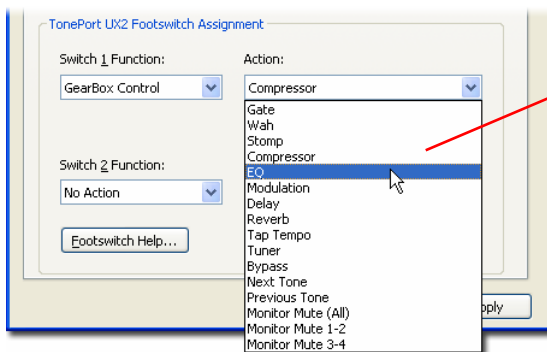 TonePort UX2 Footswitch Assignment
Switch 1 Function:
Action:
GearBox Control
Compressor
Gate
Wah
Stomp
Compressor
EQ
Modulation
Delay
Reverb
Tap Tempo
Tuner
Bypass
Next Tone
Previous Tone
Monitor Mute (All)
Monitor Mute 1-2
Monitor Mute 3-4
Switch 2 Function:
No Action
Footswitch Help...